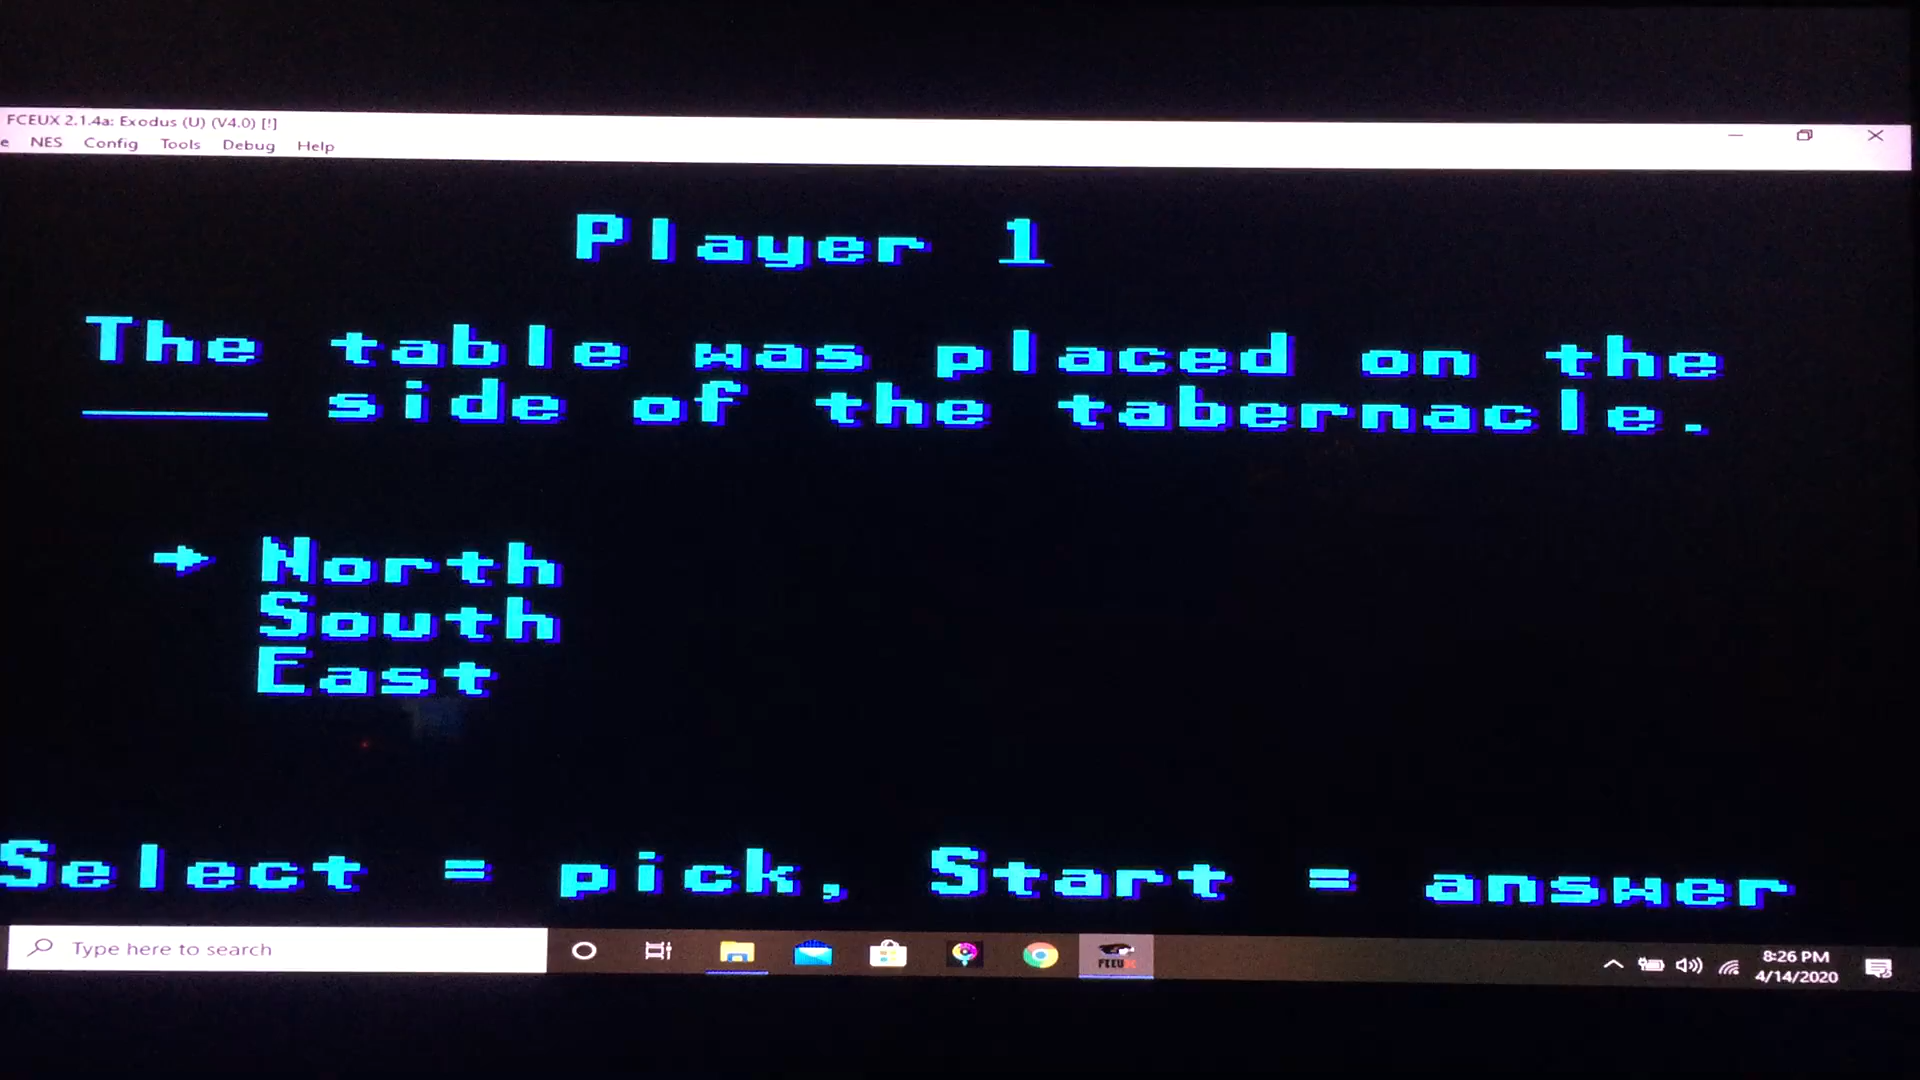 FCEUX 2.1.4a: Exodus (U) (V4.0) [!]
e NES Config Tools Debug Help
Player 1
The table was placed on the
____ side of the tabernacle.
→ North
South
East
Select = pick, Start = answer
Type here to search
FCEUX
8:26 PM
4/14/2020